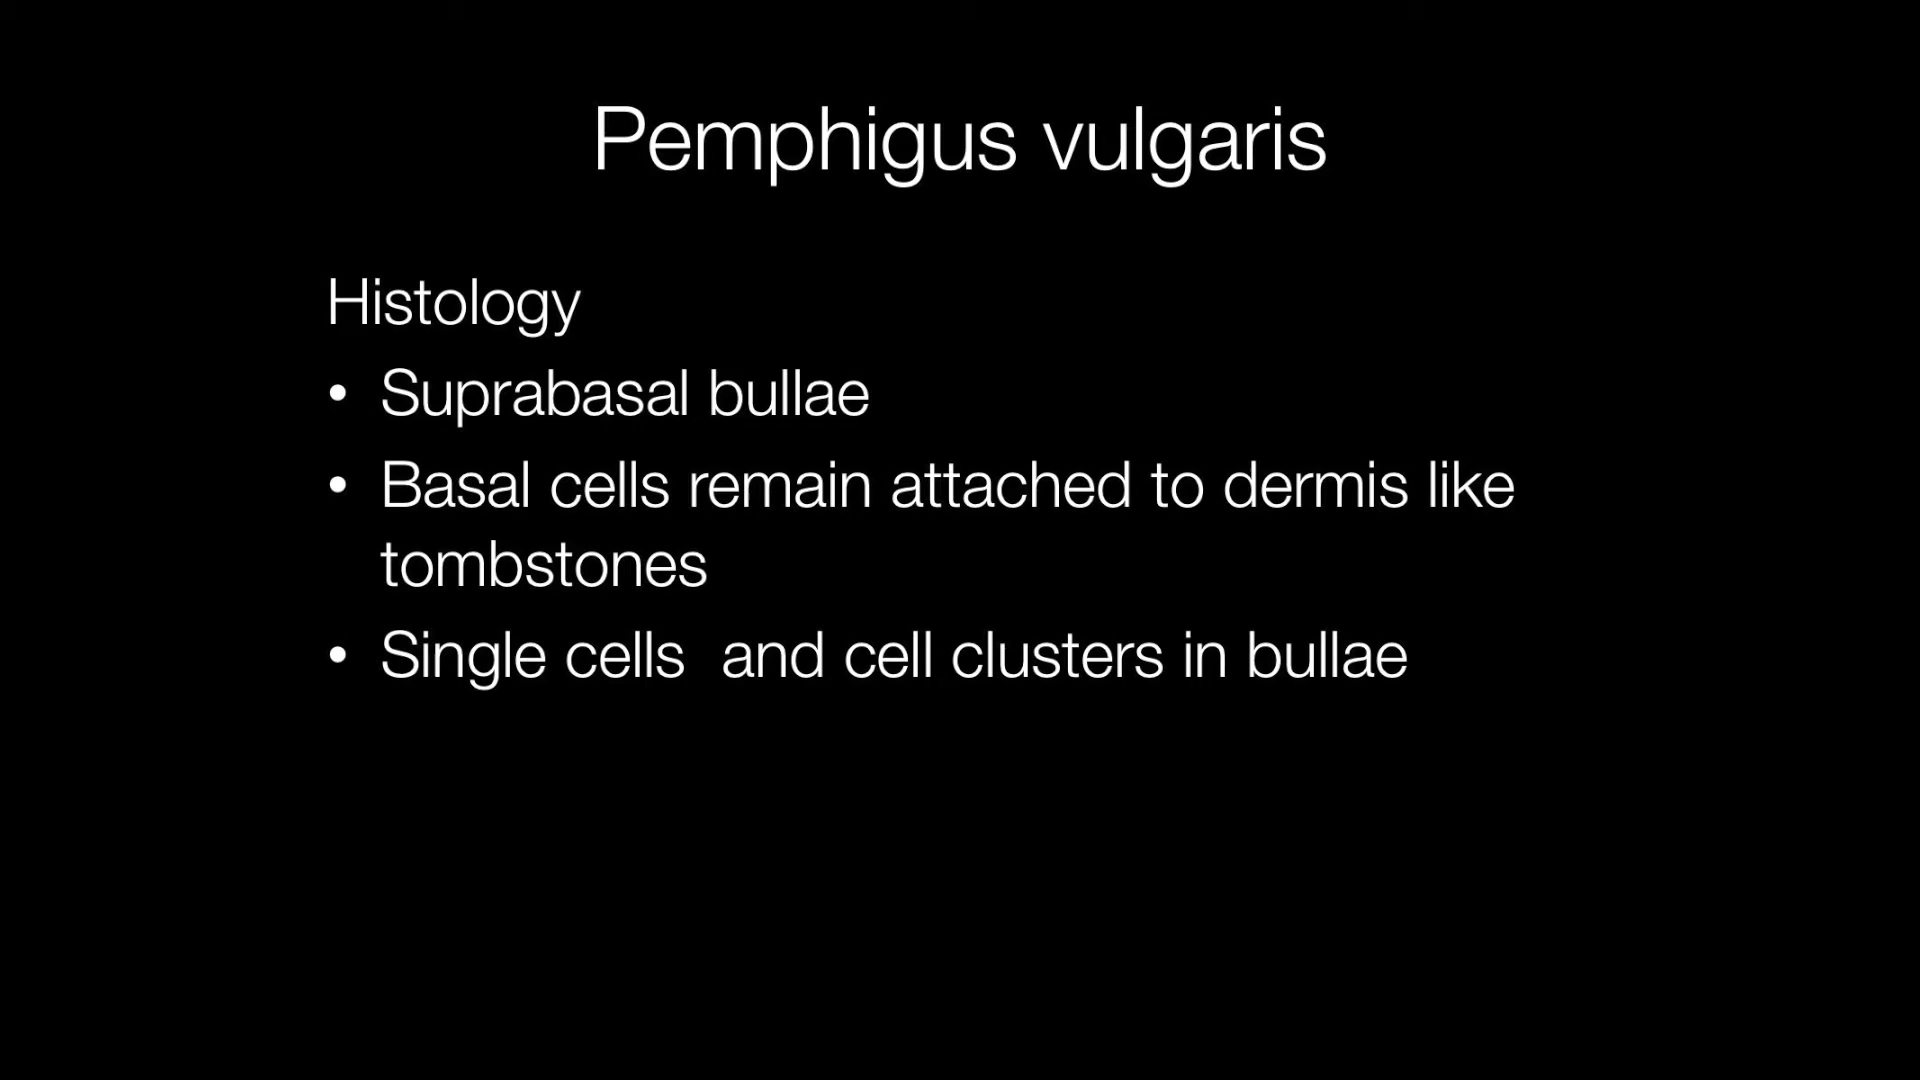 Pemphigus vulgaris
Histology
• Suprabasal bullae
• Basal cells remain attached to dermis like
tombstones
• Single cells  and cell clusters in bullae